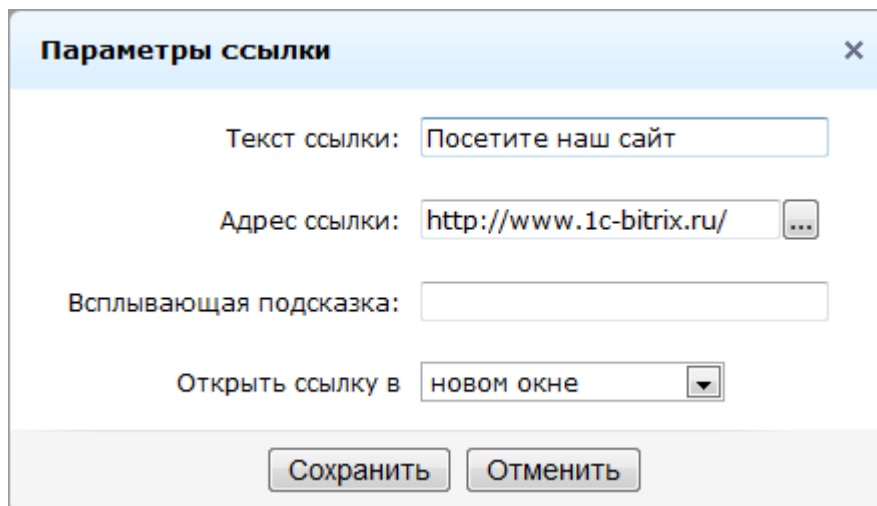 Параметры ссылки
Текст ссылки: Посетите наш сайт
Адрес ссылки: http://www.1c-bitrix.ru/ ...
Всплывающая подсказка:
Открыть ссылку в новом окне
Сохранить Отменить